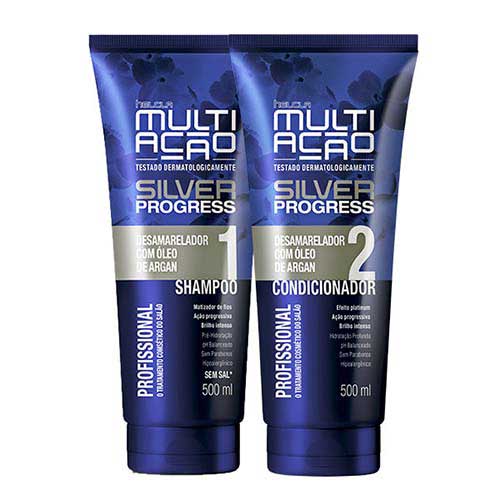 helcla
MULTI
AÇÃO
TESTADO DERMATOLOGICAMENTE
SILVER
PROGRESS
DESAMARELADOR
COM ÓLEO
DE ARGAN
1
SHAMPOO
Matizador de fios
Ação progressiva
Brilho intenso
Pré-Hidratação
pH Balanceado
Sem Parabenos
Hipoalergênico
SEM SAL*
500 ml
PROFISSIONAL
O TRATAMENTO COSMÉTICO DO SALÃO
MULTI
AÇÃO
TESTADO DERMATOLOGICAMENTE
SILVER
PROGRESS
DESAMARELADOR
COM ÓLEO
DE ARGAN
2
CONDICIONADOR
Efeito platinum
Ação progressiva
Brilho intenso
Hidratação Profunda
pH Balanceado
Sem Parabenos
Hipoalergênico
500 ml
PROFISSIONAL
O TRATAMENTO COSMÉTICO DO SALÃO